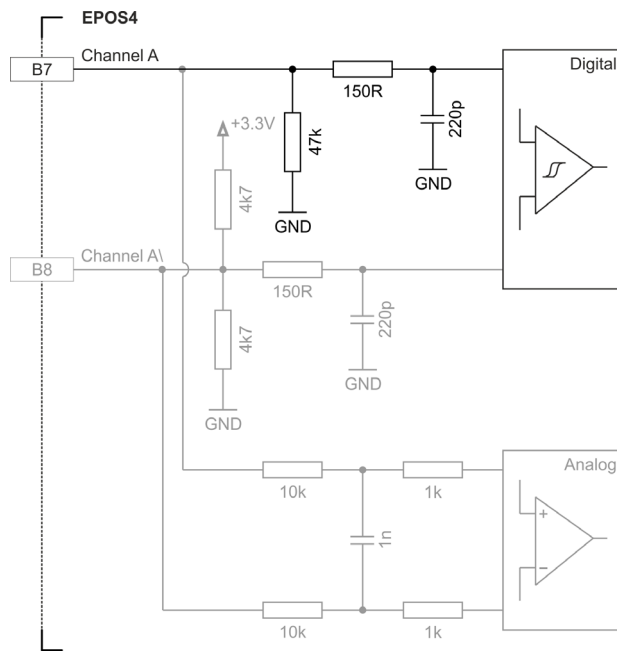 EPOS4
B7
Channel A
Digital
150R
220p
+3.3V
47k
GND
4k7
GND
B8
Channel A\
150R
220p
4k7
GND
GND
Analog
10k
1k
+
1n
−
10k
1k